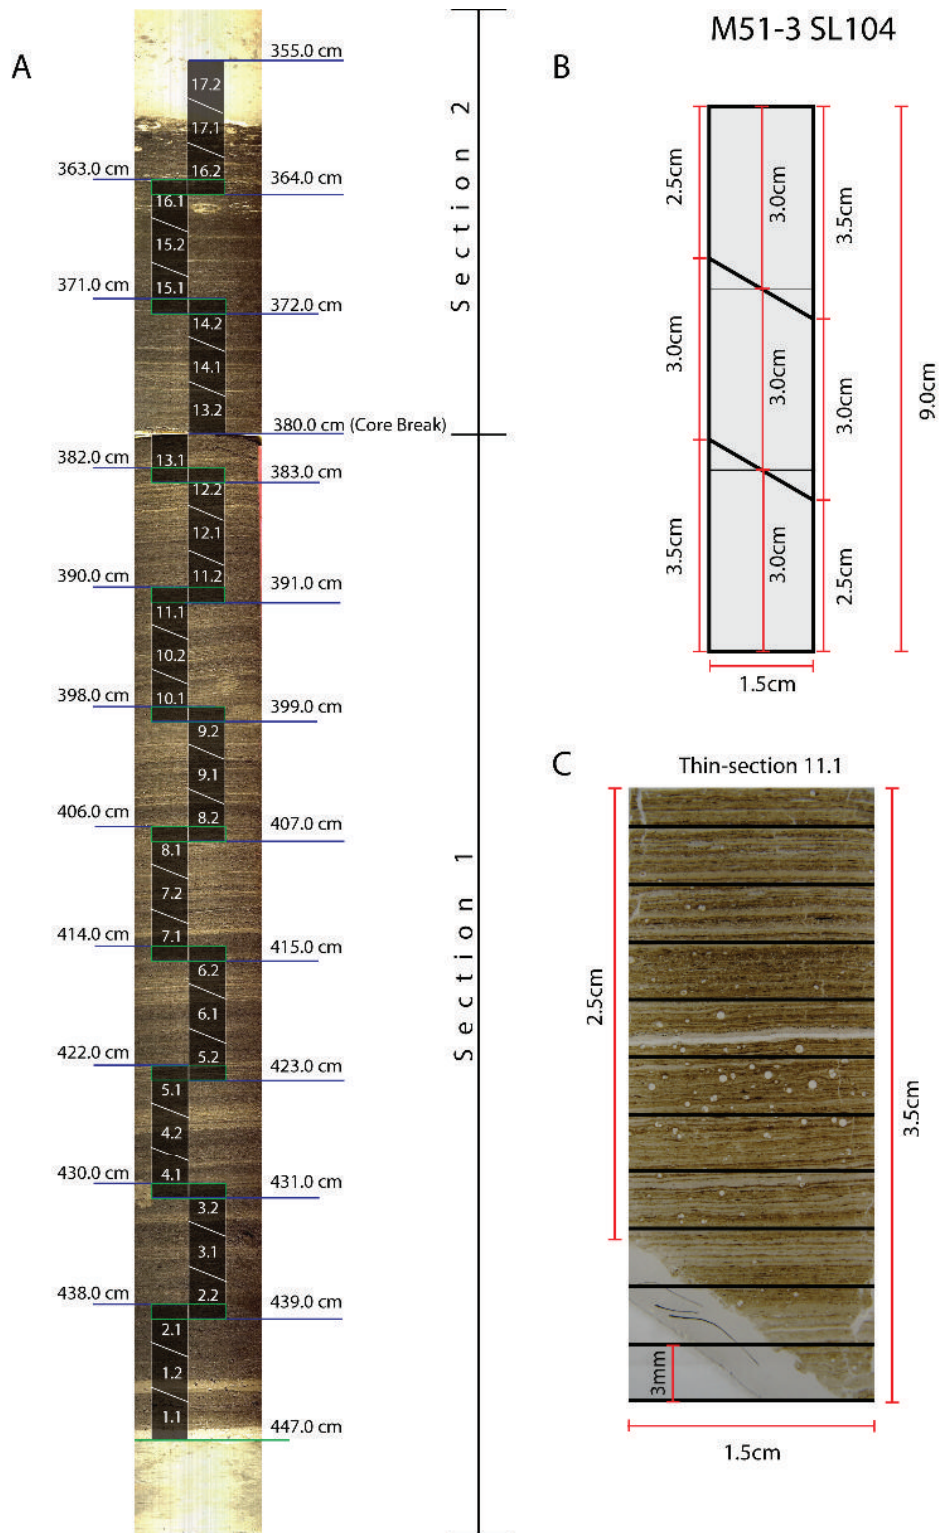 M51-3 SL104
A
355.0 cm
17.2
17.1
16.2
363.0 cm
364.0 cm
16.1
15.2
15.1
371.0 cm
372.0 cm
14.2
14.1
13.2
380.0 cm (Core Break)
13.1
382.0 cm
383.0 cm
12.2
12.1
11.2
390.0 cm
391.0 cm
11.1
10.2
10.1
398.0 cm
399.0 cm
9.2
9.1
8.2
406.0 cm
407.0 cm
8.1
7.2
7.1
414.0 cm
415.0 cm
6.2
6.1
5.2
422.0 cm
423.0 cm
5.1
4.2
4.1
430.0 cm
431.0 cm
3.2
3.1
2.2
438.0 cm
439.0 cm
2.1
1.2
1.1
447.0 cm
Section 2
Section 1
B
2.5cm
3.0cm
3.5cm
3.0cm
3.0cm
3.0cm
9.0cm
3.5cm
3.0cm
2.5cm
1.5cm
C
Thin-section 11.1
2.5cm
3.5cm
3mm
1.5cm